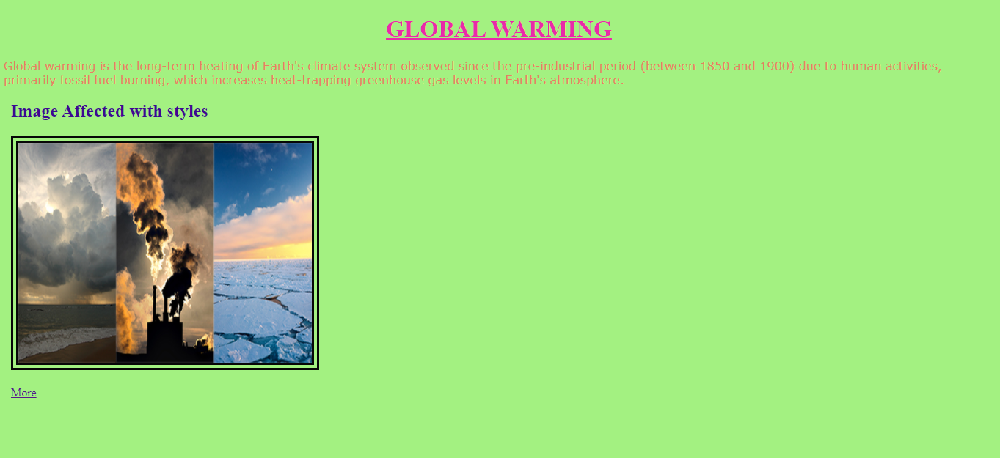 GLOBAL WARMING
Global warming is the long-term heating of Earth's climate system observed since the pre-industrial period (between 1850 and 1900) due to human activities,
primarily fossil fuel burning, which increases heat-trapping greenhouse gas levels in Earth's atmosphere.
Image Affected with styles
More